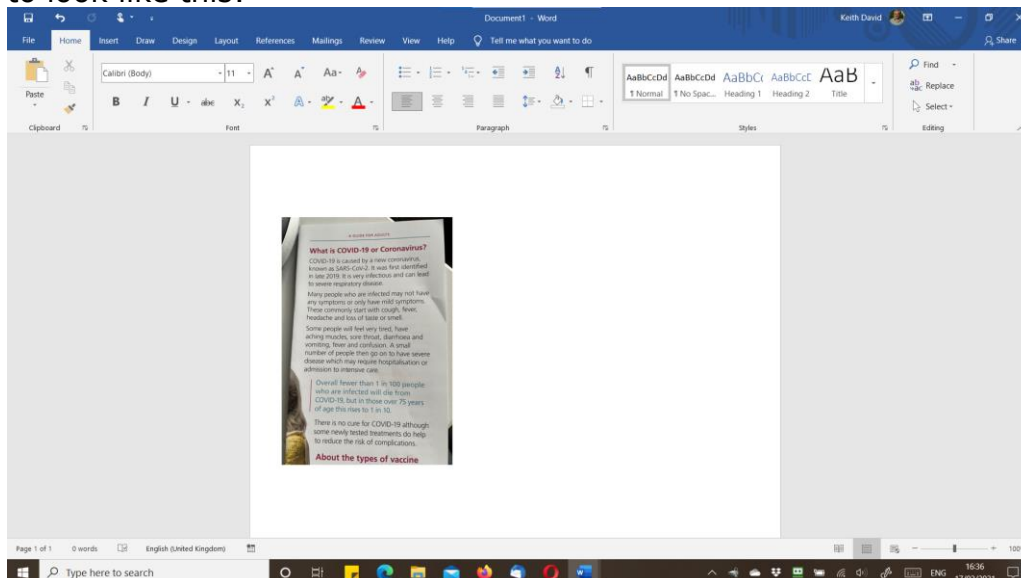 to look like this.
Document1 - Word
Keith David
File Home Insert Draw Design Layout References Mailings Review View Help Tell me what you want to do
Share
Paste
Calibri (Body) 11
Clipboard
Font
Paragraph
AaBbCcDd AaBbCcDd AaBbCc AaBbCcC AaB
¶ Normal ¶ No Spac... Heading 1 Heading 2 Title
Styles
Find
Replace
Select
Editing
A GUIDE FOR ADULTS
What is COVID-19 or Coronavirus?
COVID-19 is caused by a new coronavirus,
known as SARS-CoV-2. It was first identified
in late 2019. It is very infectious and can lead
to severe respiratory disease.
Many people who are infected may not have
any symptoms or only have mild symptoms.
These commonly start with cough, fever,
headache and loss of taste or smell.
Some people will feel very tired, have
aching muscles, sore throat, diarrhoea and
vomiting, fever and confusion. A small
number of people then go on to have severe
disease which may require hospitalisation or
admission to intensive care.
Overall fewer than 1 in 100 people
who are infected will die from
COVID-19, but in those over 75 years
of age this rises to 1 in 10.
There is no cure for COVID-19 although
some newly tested treatments do help
to reduce the risk of complications.
About the types of vaccine
Page 1 of 1 0 words English (United Kingdom)
100
Type here to search
ENG
16:36
17/02/2021